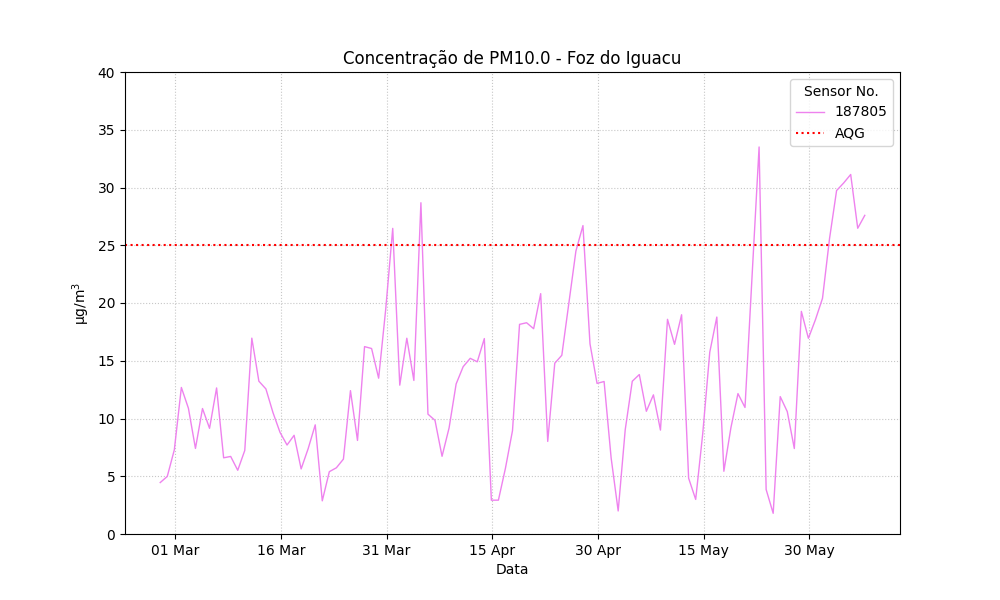 Concentração de PM10.0 - Foz do Iguacu
40
35
30
25
20
15
10
5
0
µg/m³
Sensor No.
187805
AQG
01 Mar
16 Mar
31 Mar
15 Apr
30 Apr
15 May
30 May
Data